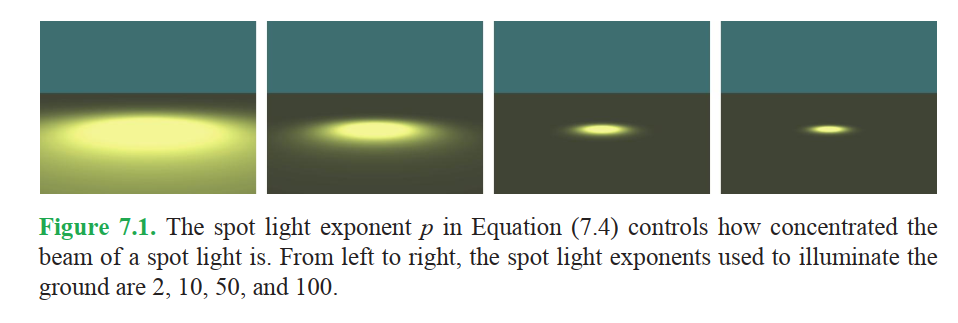 Figure 7.1. The spot light exponent p in Equation (7.4) controls how concentrated the
beam of a spot light is. From left to right, the spot light exponents used to illuminate the
ground are 2, 10, 50, and 100.